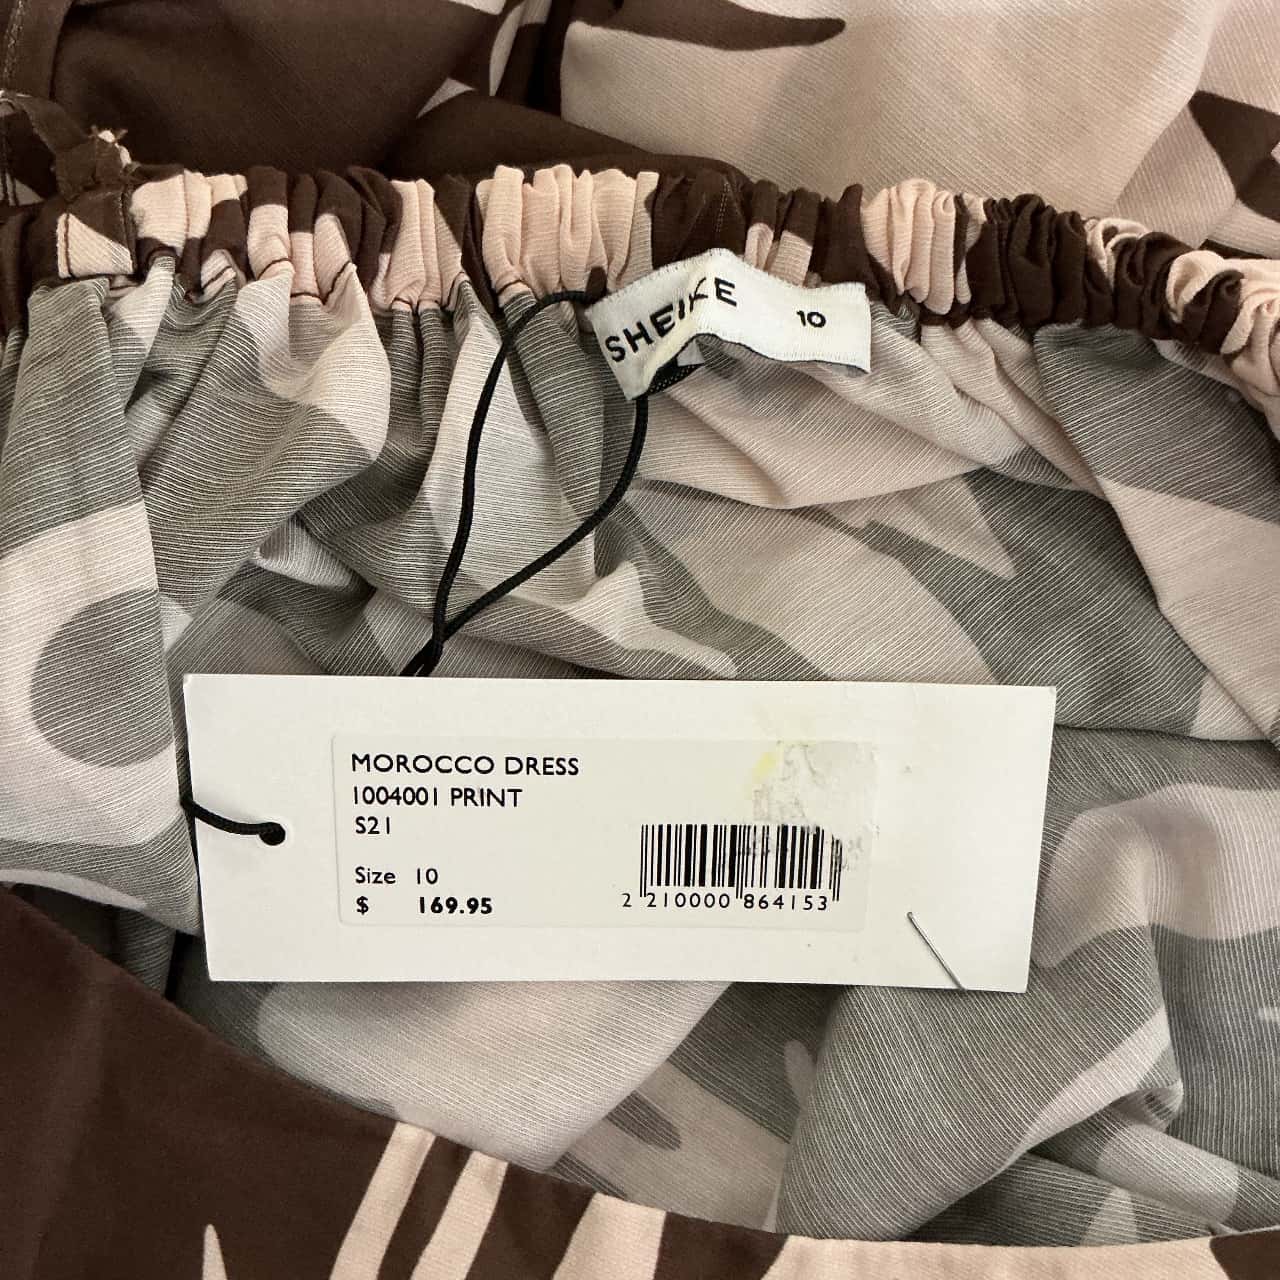 SHEIKE 10
MOROCCO DRESS
1004001 PRINT
S21
Size 10
$ 169.95
2 210000 864153